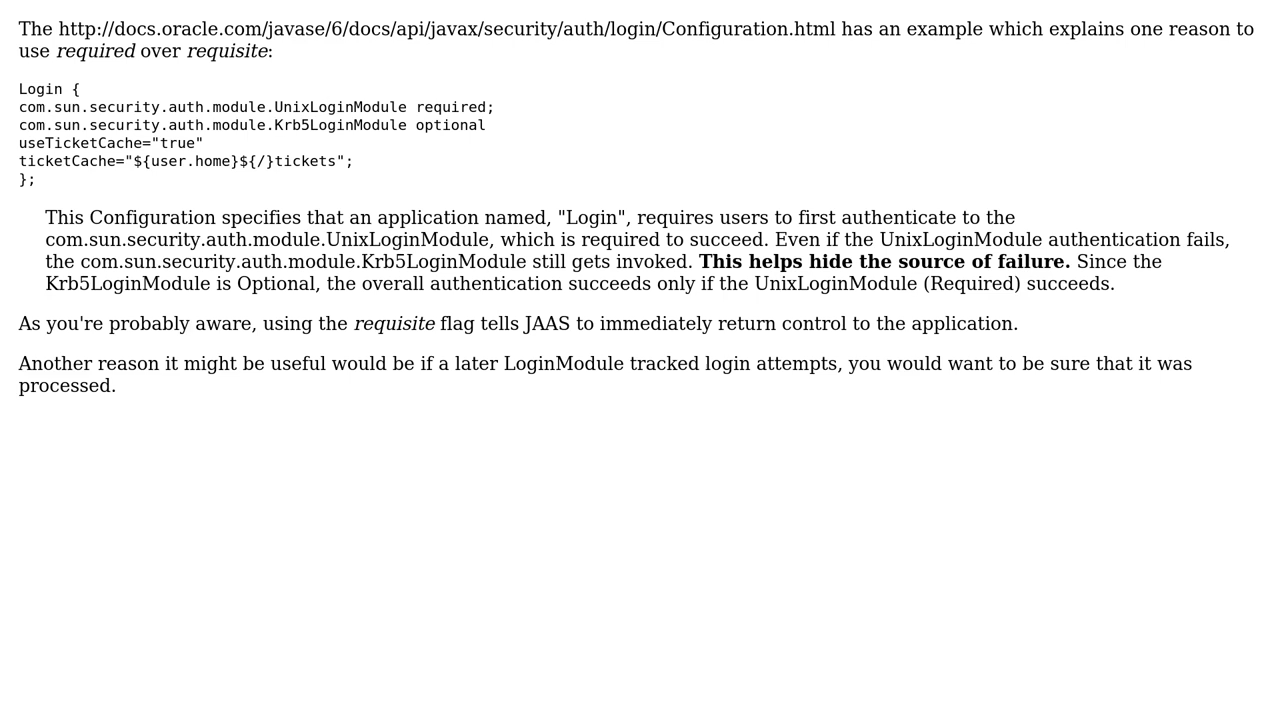 The http://docs.oracle.com/javase/6/docs/api/javax/security/auth/login/Configuration.html has an example which explains one reason to
use required over requisite:
Login {
com.sun.security.auth.module.UnixLoginModule required;
com.sun.security.auth.module.Krb5LoginModule optional
useTicketCache="true"
ticketCache="${user.home}${/}tickets";
};
This Configuration specifies that an application named, "Login", requires users to first authenticate to the
com.sun.security.auth.module.UnixLoginModule, which is required to succeed. Even if the UnixLoginModule authentication fails,
the com.sun.security.auth.module.Krb5LoginModule still gets invoked. This helps hide the source of failure. Since the
Krb5LoginModule is Optional, the overall authentication succeeds only if the UnixLoginModule (Required) succeeds.
As you're probably aware, using the requisite flag tells JAAS to immediately return control to the application.
Another reason it might be useful would be if a later LoginModule tracked login attempts, you would want to be sure that it was
processed.